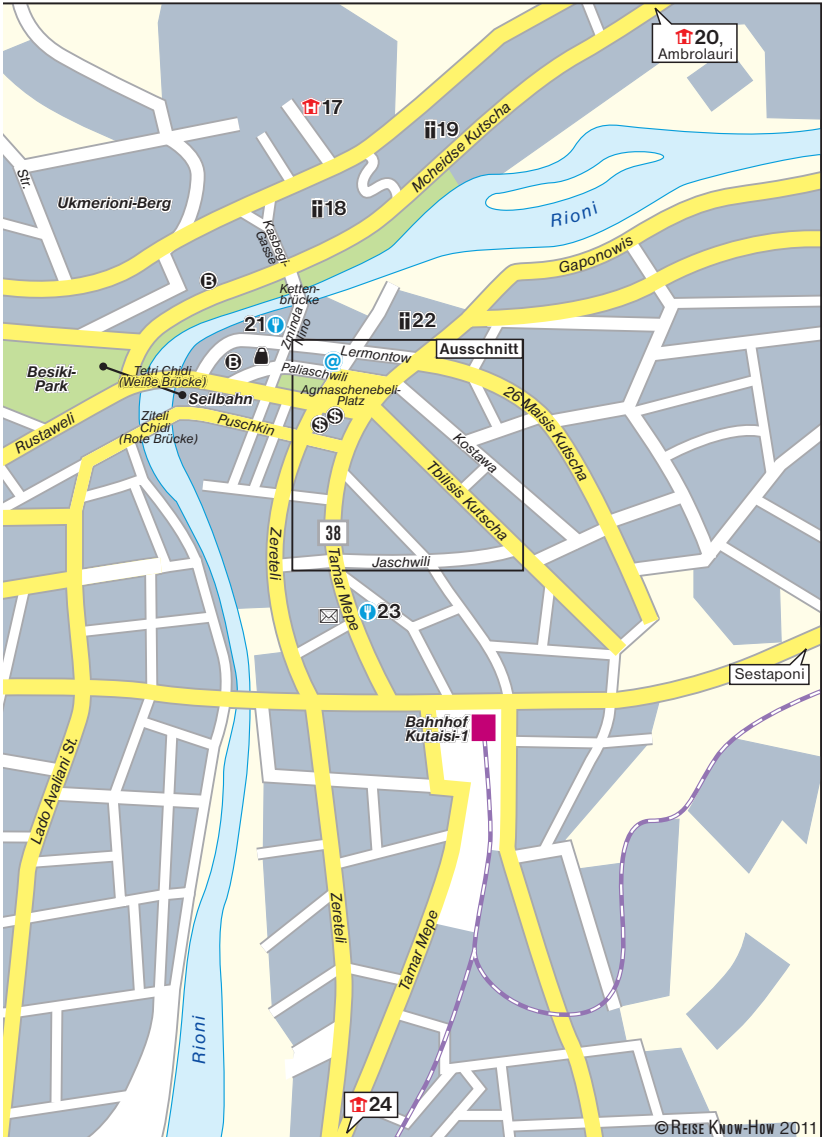 20,
Ambrolauri
17
19
Mcheidse Kutscha
Str.
Ukmerioni-Berg
18
Rioni
Kasbegi-
Gasse
Gaponowis
B
Ketten-
brücke
21
Zminda
Nino
22
B
@
Lermontow
Ausschnitt
Besiki-
Park
Tetri Chidi
(Weiße Brücke)
Paliaschwili
Seilbahn
Agmaschenebeli-
Platz
26 Maisis Kutscha
Rustaweli
Ziteli
Chidi
(Rote Brücke)
Puschkin
$
$
Kostawa
Tbilisis Kutscha
38
Zereteli
Tamar Mepe
Jaschwili
23
Sestaponi
Bahnhof
Kutaisi-1
Lado Avaliani St.
Zereteli
Tamar Mepe
Rioni
24
© REISE KNOW-HOW 2011